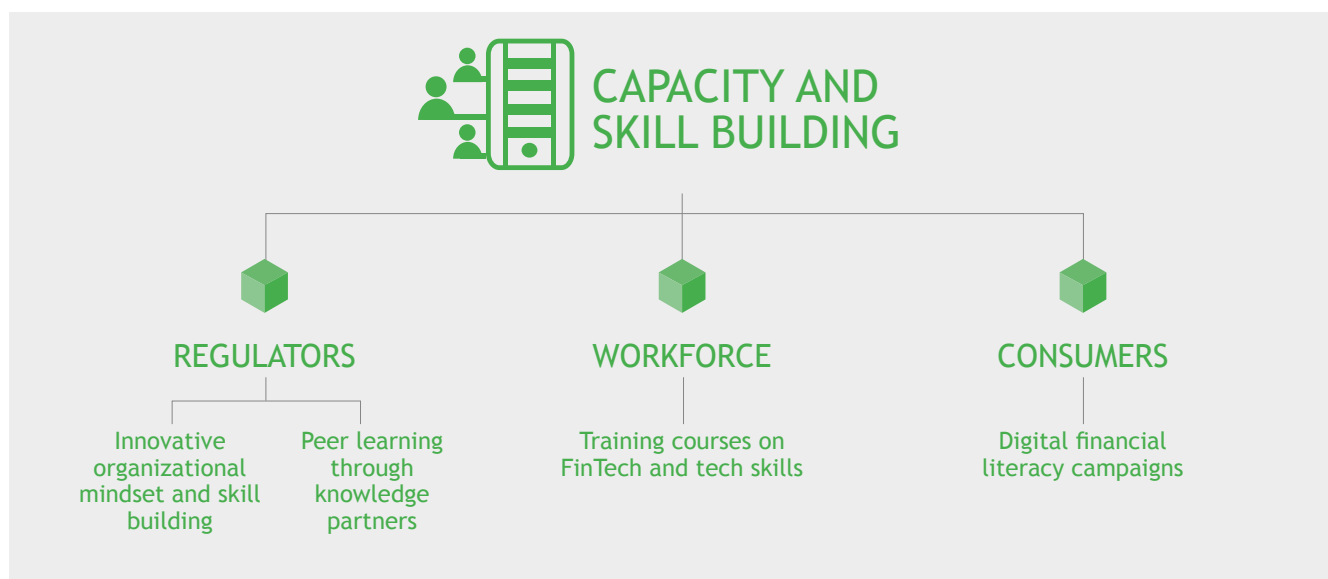 CAPACITY AND
SKILL BUILDING
REGULATORS
WORKFORCE
CONSUMERS
Innovative
organizational
mindset and skill
building
Peer learning
through
knowledge
partners
Training courses on
FinTech and tech skills
Digital financial
literacy campaigns